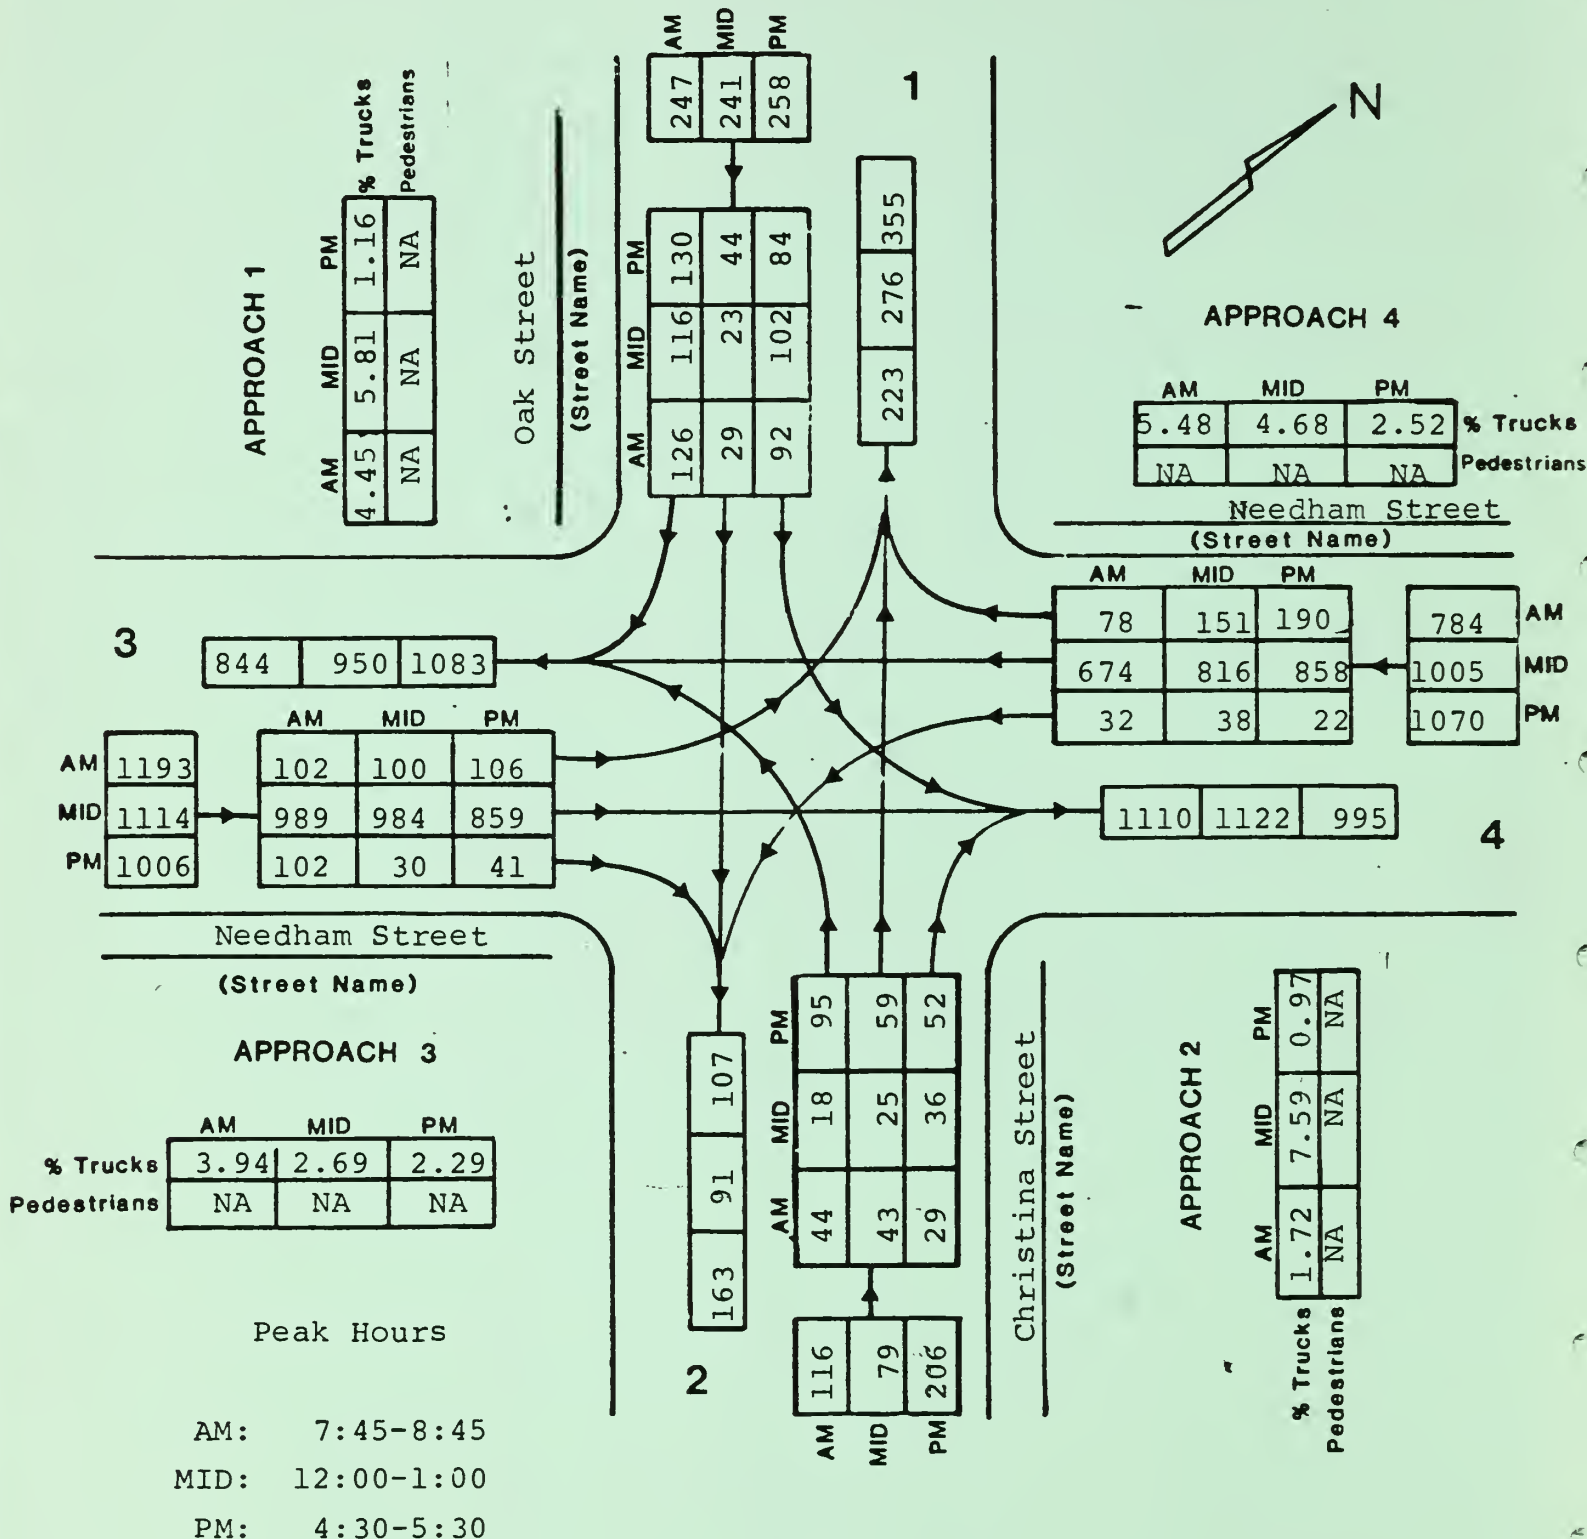 AM MID PM
247 241 258
1
N
% Trucks
Pedestrians
PM MID AM
1.16 5.81 4.45
NA NA NA
APPROACH 1
Oak Street
(Street Name)
PM 130 44 84
MID 116 23 102
AM 126 29 92
355
276
223
APPROACH 4
AM MID PM
5.48 4.68 2.52 % Trucks
NA NA NA Pedestrians
Needham Street
(Street Name)
AM MID PM
78 151 190
674 816 858
32 38 22
784 AM
1005 MID
1070 PM
3
844 950 1083
AM MID PM
AM 1193 102 100 106
MID 1114 989 984 859
PM 1006 102 30 41
1110 1122 995
4
Needham Street
(Street Name)
APPROACH 3
AM MID PM
% Trucks 3.94 2.69 2.29
Pedestrians NA NA NA
107
91
163
2
PM 95 59 52
MID 18 25 36
AM 44 43 29
116 79 206
AM MID PM
Christina Street
(Street Name)
APPROACH 2
PM MID AM
0.97 7.59 1.72
NA NA NA
% Trucks
Pedestrians
Peak Hours
AM: 7:45-8:45
MID: 12:00-1:00
PM: 4:30-5:30